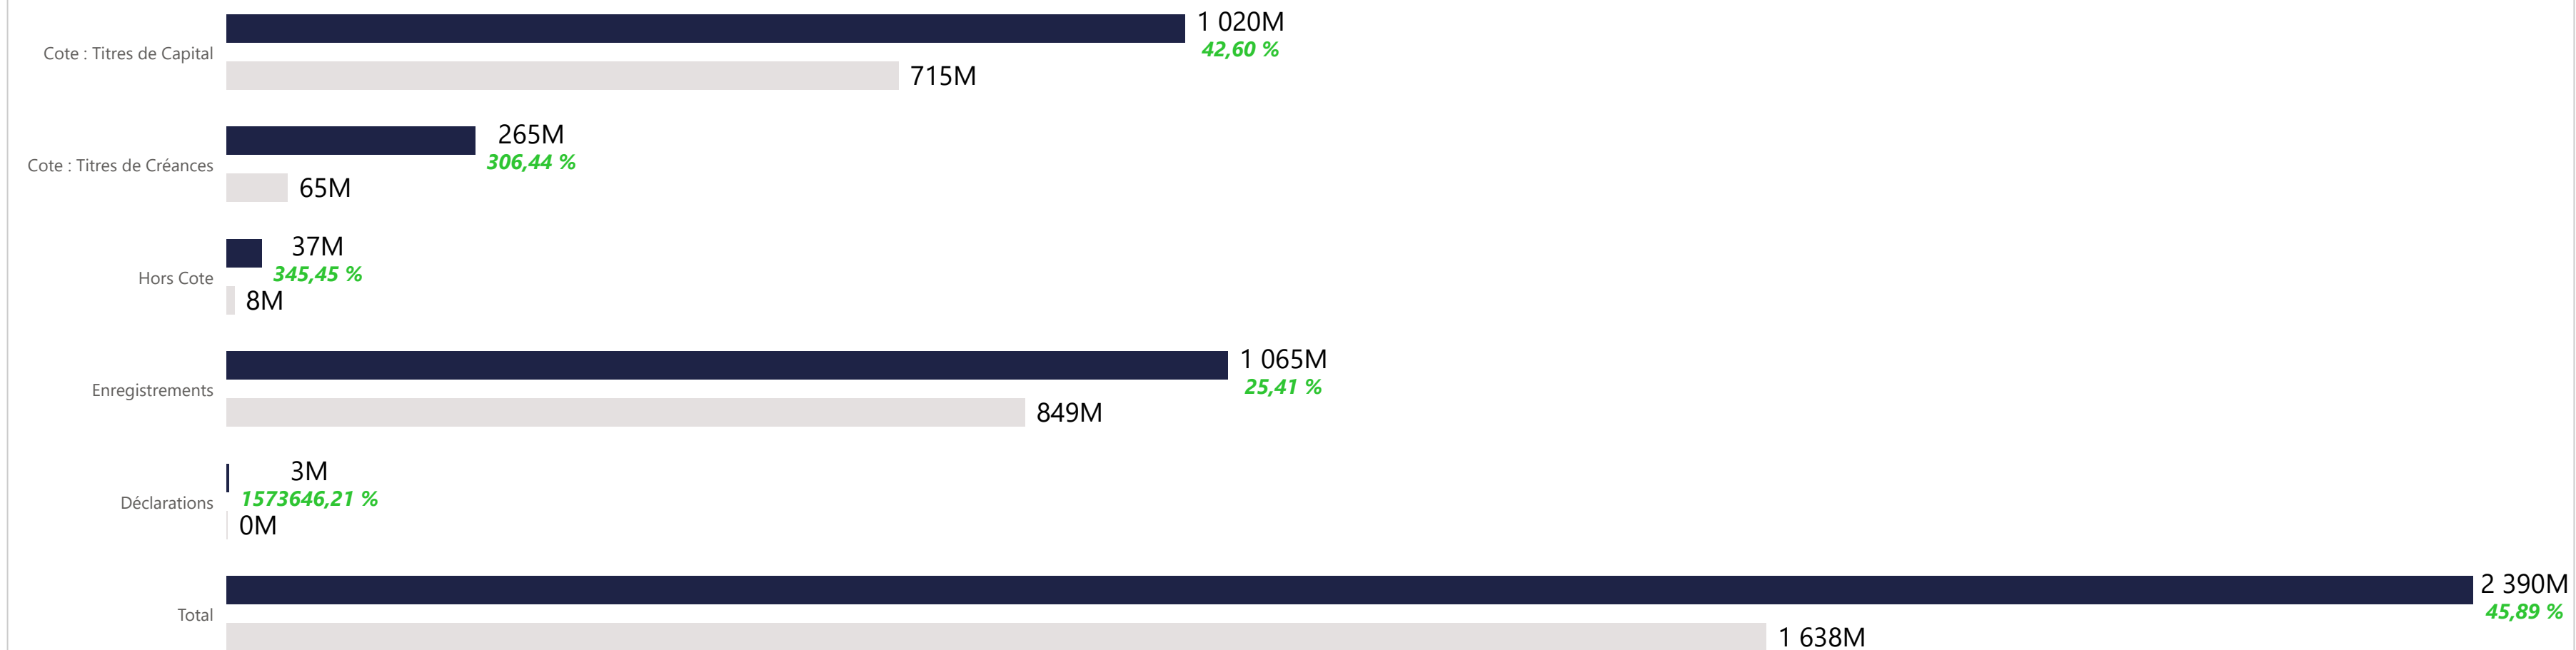 1 020M
Cote : Titres de Capital
42,60 %
715M
265M
Cote : Titres de Créances
306,44 %
65M
37M
Hors Cote
345,45 %
8M
1 065M
Enregistrements
25,41 %
849M
3M
Déclarations
1573646,21 %
0M
2 390M
Total
45,89 %
1 638M